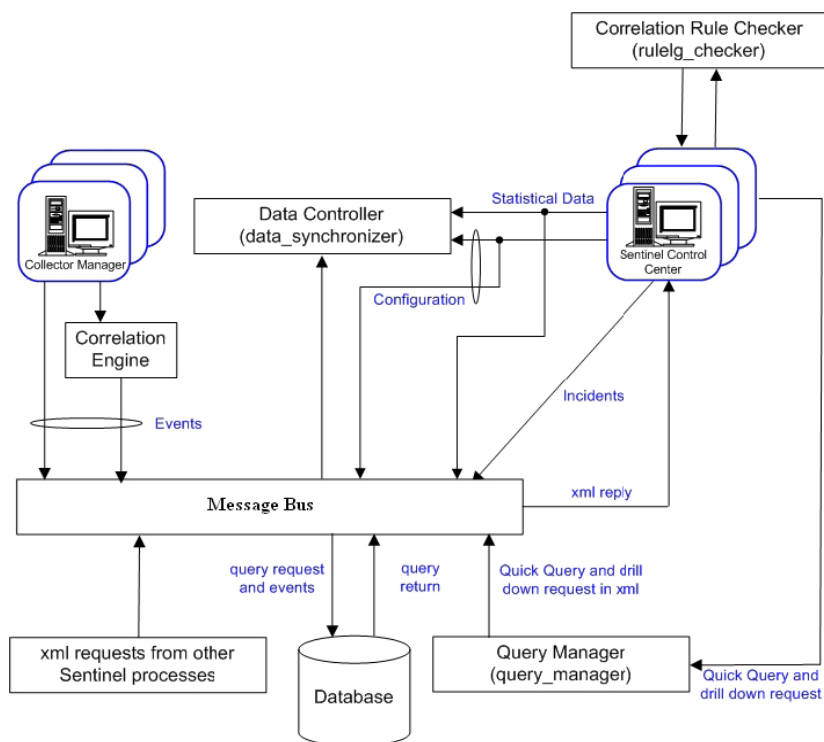 Correlation Rule Checker
(rulelg_checker)
Statistical Data
Data Controller
(data_synchronizer)
Collector Manager
Sentinel Control
Center
Configuration
Correlation
Engine
Incidents
Events
Message Bus
xml reply
query request
and events
query
return
Quick Query and drill
down request in xml
xml requests from other
Sentinel processes
Database
Query Manager
(query_manager)
Quick Query and
drill down request